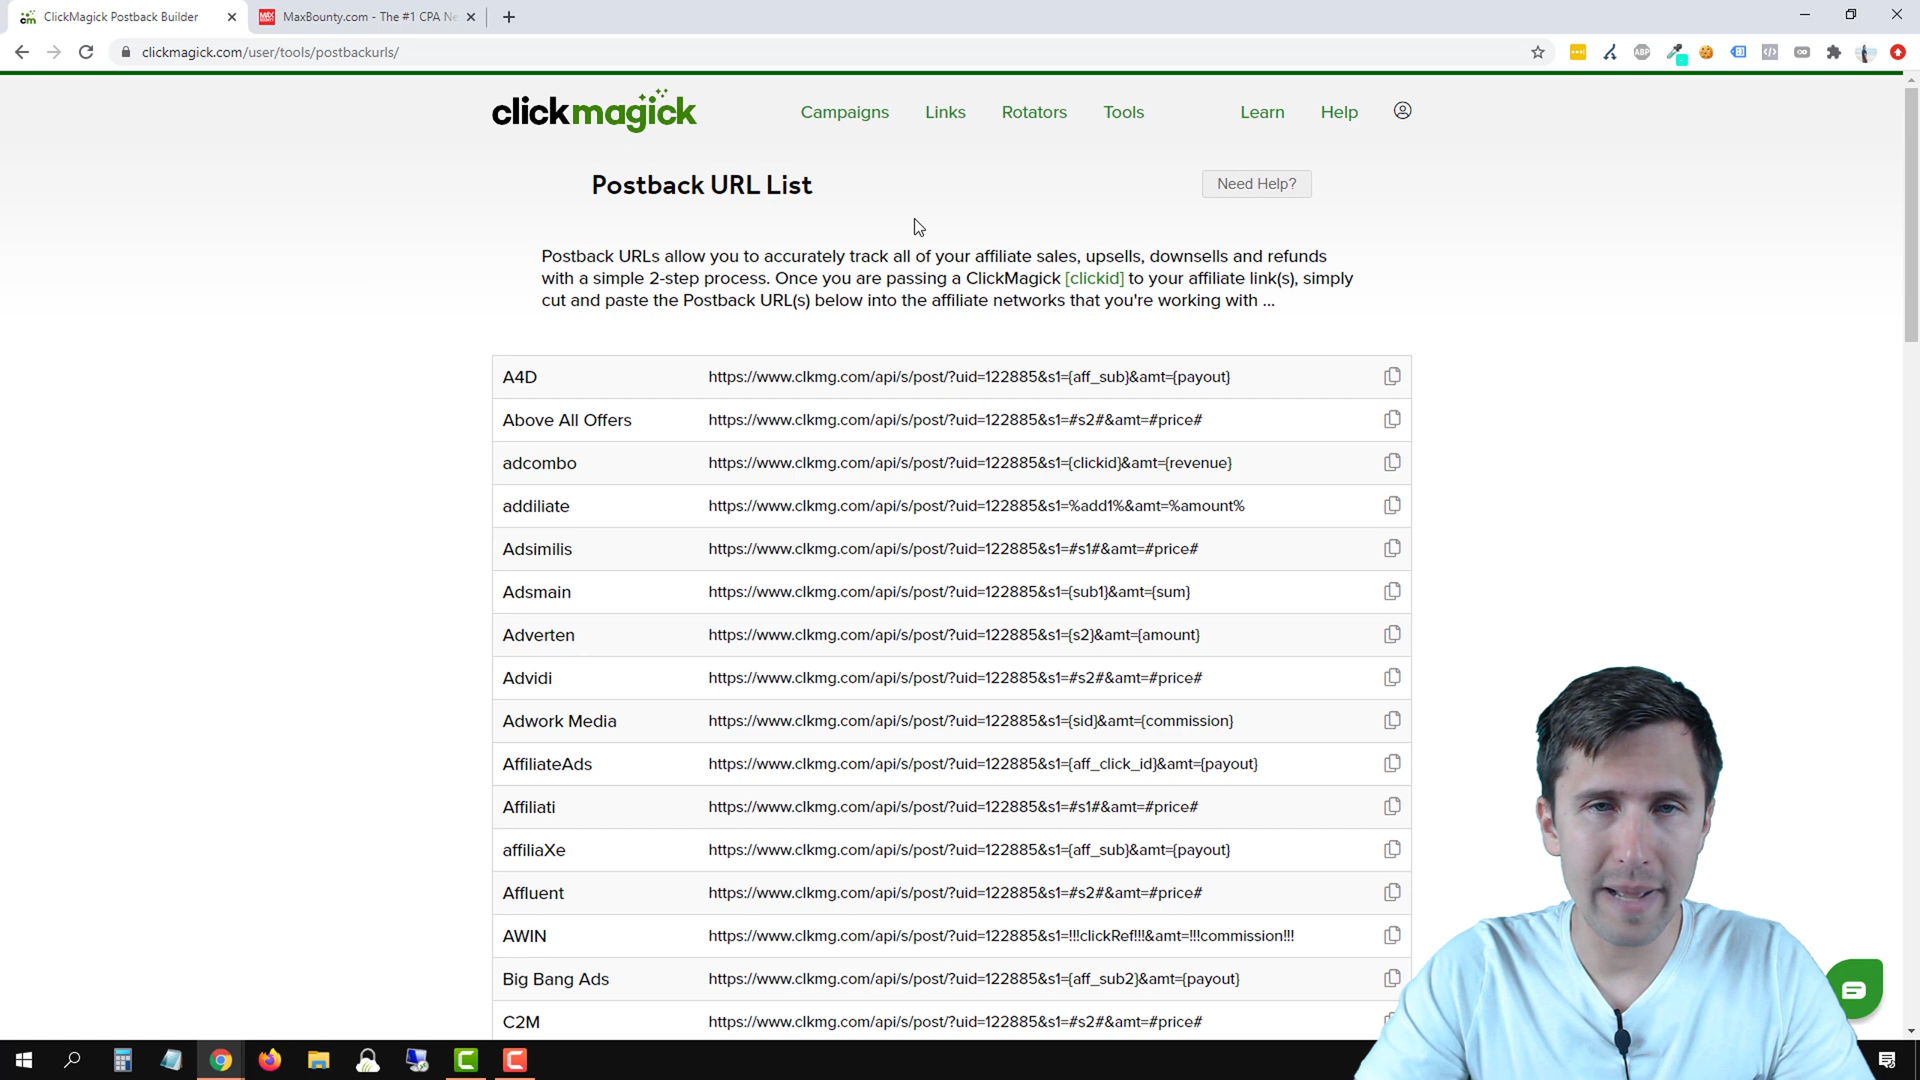 ClickMagick Postback Builder
MaxBounty.com - The #1 CPA Ne
clickmagick.com/user/tools/postbackurls/
ABP
clickmagick
Campaigns Links Rotators Tools Learn Help
Postback URL List
Need Help?
Postback URLs allow you to accurately track all of your affiliate sales, upsells, downsells and refunds
with a simple 2-step process. Once you are passing a ClickMagick [clickid] to your affiliate link(s), simply
cut and paste the Postback URL(s) below into the affiliate networks that you're working with ...
A4D https://www.clkmg.com/api/s/post/?uid=122885&s1={aff_sub}&amt={payout}
Above All Offers https://www.clkmg.com/api/s/post/?uid=122885&s1=#s2#&amt=#price#
adcombo https://www.clkmg.com/api/s/post/?uid=122885&s1={clickid}&amt={revenue}
addiliate https://www.clkmg.com/api/s/post/?uid=122885&s1=%add1%&amt=%amount%
Adsimilis https://www.clkmg.com/api/s/post/?uid=122885&s1=#s1#&amt=#price#
Adsmain https://www.clkmg.com/api/s/post/?uid=122885&s1={sub1}&amt={sum}
Adverten https://www.clkmg.com/api/s/post/?uid=122885&s1={s2}&amt={amount}
Advidi https://www.clkmg.com/api/s/post/?uid=122885&s1=#s2#&amt=#price#
Adwork Media https://www.clkmg.com/api/s/post/?uid=122885&s1={sid}&amt={commission}
AffiliateAds https://www.clkmg.com/api/s/post/?uid=122885&s1={aff_click_id}&amt={payout}
Affiliati https://www.clkmg.com/api/s/post/?uid=122885&s1=#s1#&amt=#price#
affiliaXe https://www.clkmg.com/api/s/post/?uid=122885&s1={aff_sub}&amt={payout}
Affluent https://www.clkmg.com/api/s/post/?uid=122885&s1=#s2#&amt=#price#
AWIN https://www.clkmg.com/api/s/post/?uid=122885&s1=!!!clickRef!!!&amt=!!!commission!!!
Big Bang Ads https://www.clkmg.com/api/s/post/?uid=122885&s1={aff_sub2}&amt={payout}
C2M https://www.clkmg.com/api/s/post/?uid=122885&s1=#s2#&amt=#price#